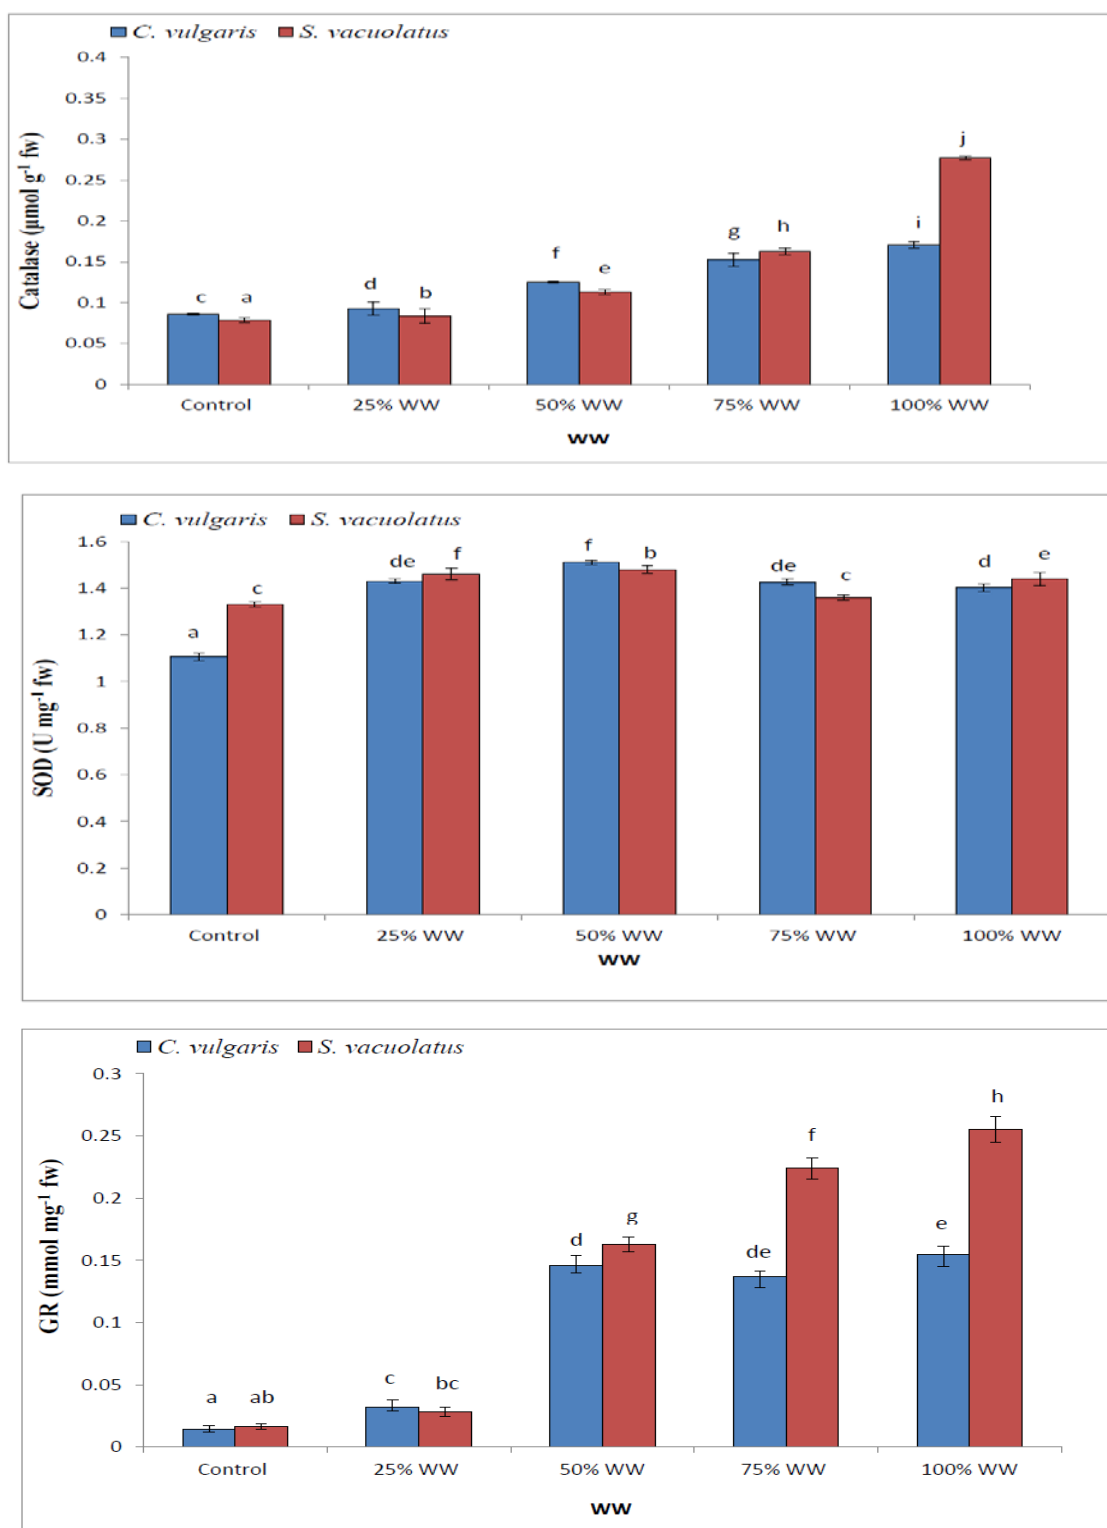 C. vulgaris S. vacuolatus
0.4
0.35
0.3
0.25
0.2
0.15
0.1
0.05
0
Catalase (µmol g⁻¹ fw)
c a d b f e g h i j
Control 25% WW 50% WW 75% WW 100% WW
WW
C. vulgaris S. vacuolatus
1.6
1.4
1.2
1
0.8
0.6
0.4
0.2
0
SOD (U mg⁻¹ fw)
a c de f f b de c d e
Control 25% WW 50% WW 75% WW 100% WW
WW
C. vulgaris S. vacuolatus
0.3
0.25
0.2
0.15
0.1
0.05
0
GR (mmol mg⁻¹ fw)
a ab c bc d g de f e h
Control 25% WW 50% WW 75% WW 100% WW
WW